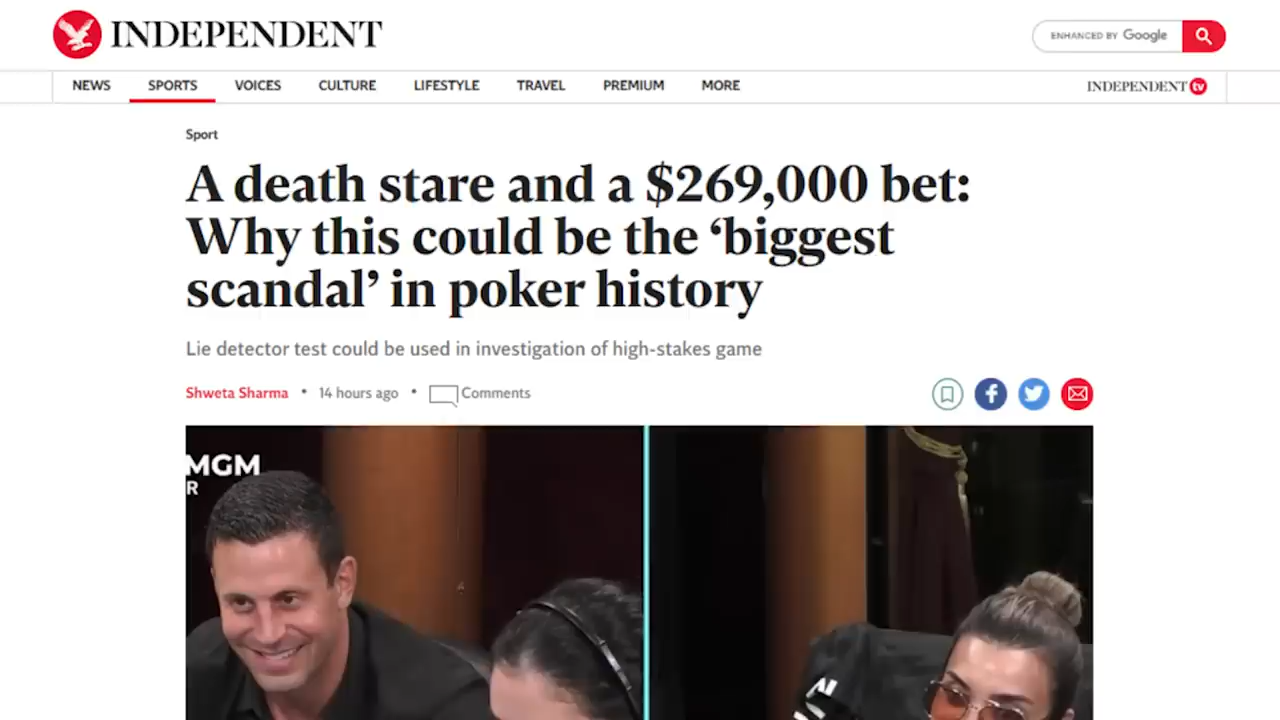 INDEPENDENT
ENHANCED BY Google
NEWS SPORTS VOICES CULTURE LIFESTYLE TRAVEL PREMIUM MORE INDEPENDENT tv
Sport
A death stare and a $269,000 bet:
Why this could be the ‘biggest
scandal’ in poker history
Lie detector test could be used in investigation of high-stakes game
Shweta Sharma • 14 hours ago • Comments
MGM
R